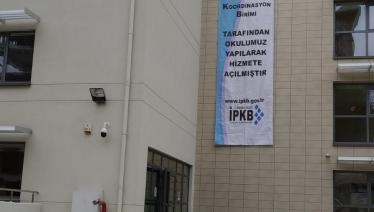 KOORDİNASYON
BİRİMİ
TARAFINDAN
OKULUMUZ
YAPILARAK
HİZMETE
AÇILMIŞTIR
www.ipkb.gov.tr
İPKB